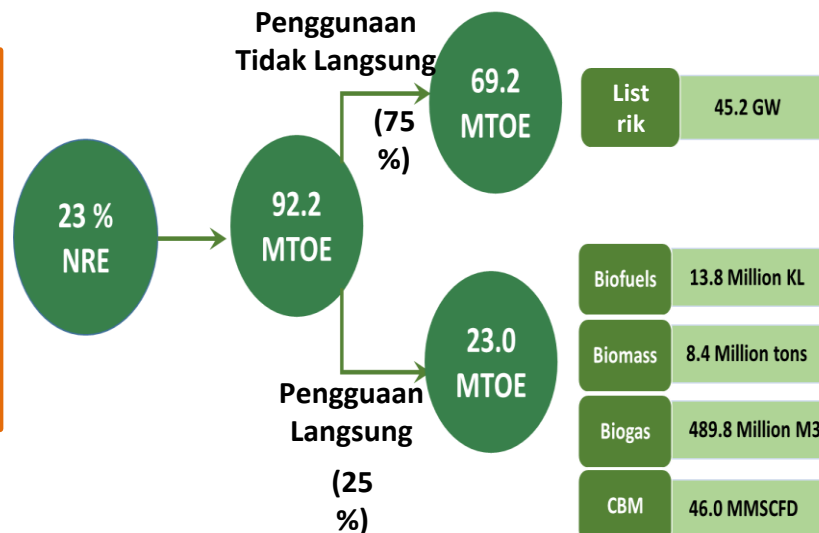 Penggunaan
Tidak Langsung
(75
%)
69.2
MTOE
List
rik
45.2 GW
23 %
NRE
92.2
MTOE
23.0
MTOE
Pengguaan
Langsung
(25
%)
Biofuels
13.8 Million KL
Biomass
8.4 Million tons
Biogas
489.8 Million M3
CBM
46.0 MMSCFD